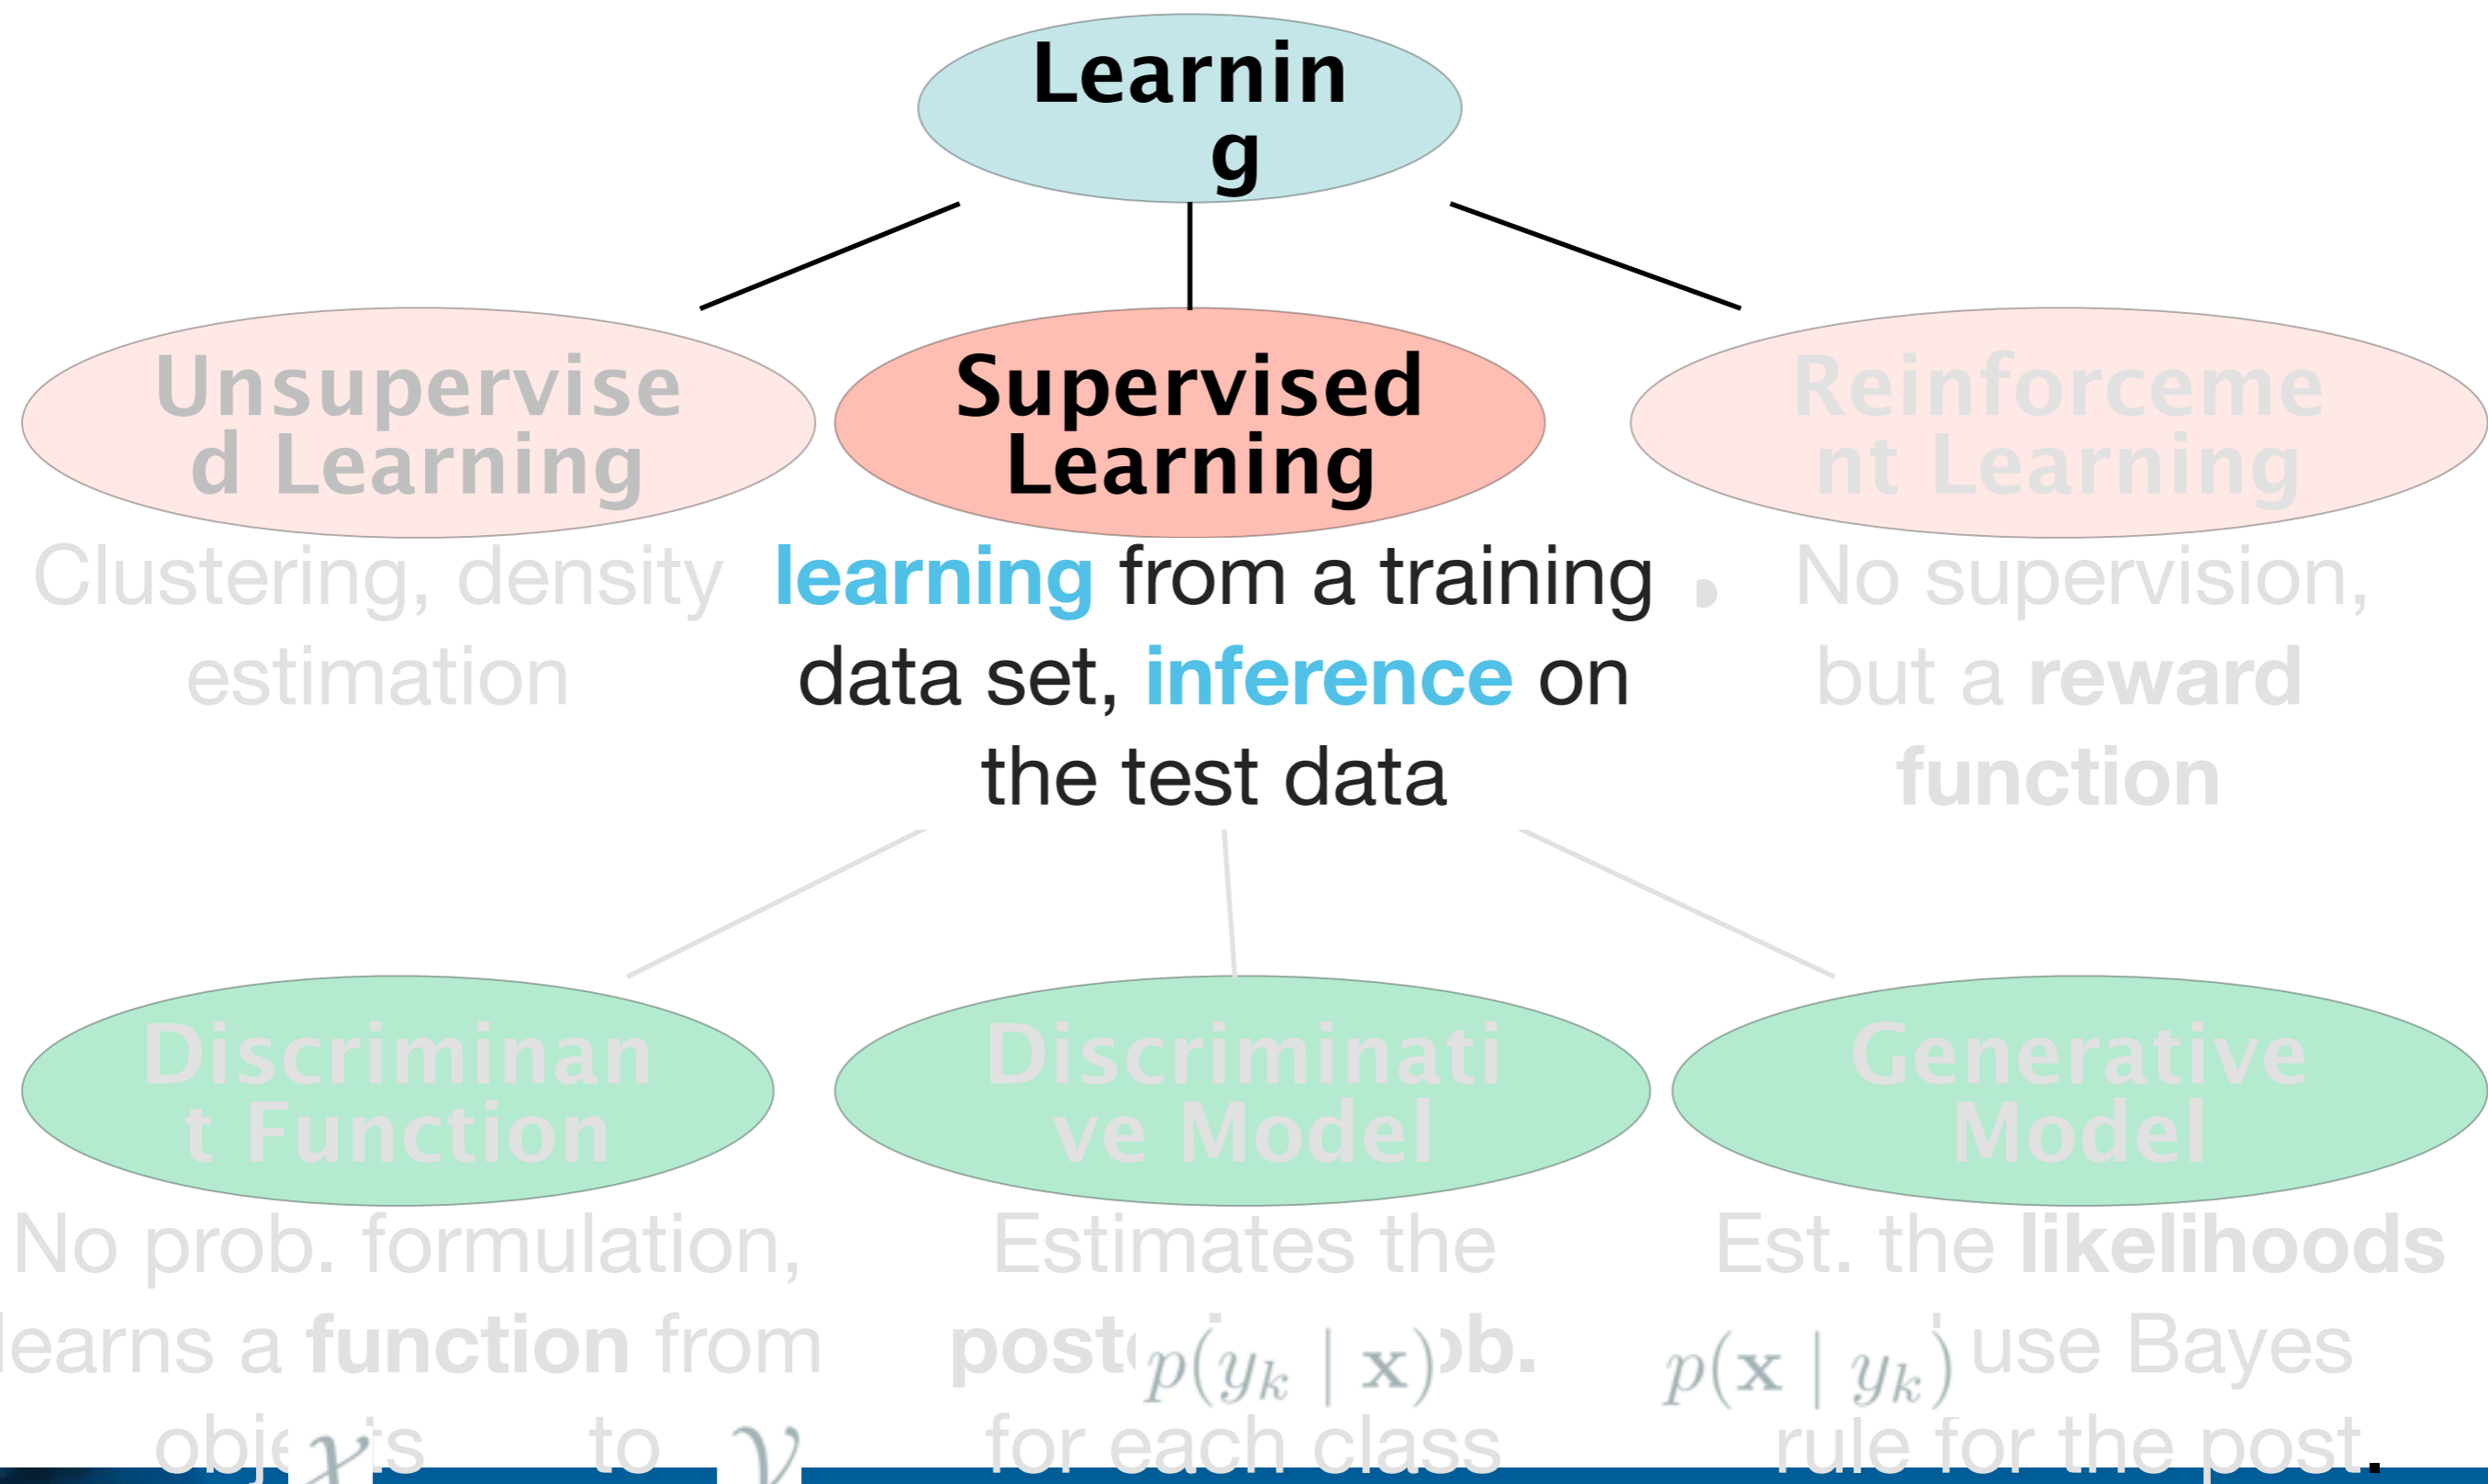 Learnin
g
Unsupervise
d Learning
Supervised
Learning
Reinforceme
nt Learning
Clustering, density
estimation
learning from a training
data set, inference on
the test data
• No supervision,
but a reward
function
Discriminan
t Function
Discriminati
ve Model
Generative
Model
No prob. formulation,
learns a function from
to 𝒴
Estimates the
p(y_k | x)
for each class
Est. the likelihoods
p(x | y_k) use Bayes
rule for the post.